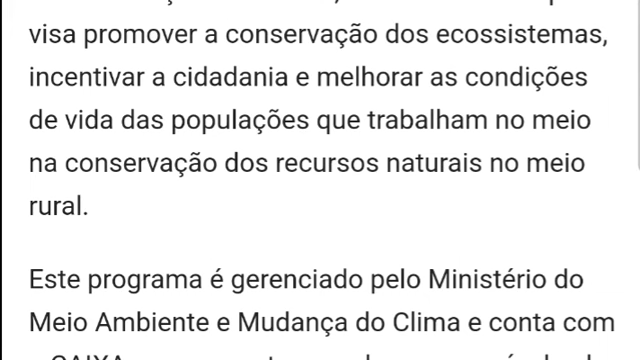 visa promover a conservação dos ecossistemas,
incentivar a cidadania e melhorar as condições
de vida das populações que trabalham no meio
na conservação dos recursos naturais no meio
rural.
Este programa é gerenciado pelo Ministério do
Meio Ambiente e Mudança do Clima e conta com